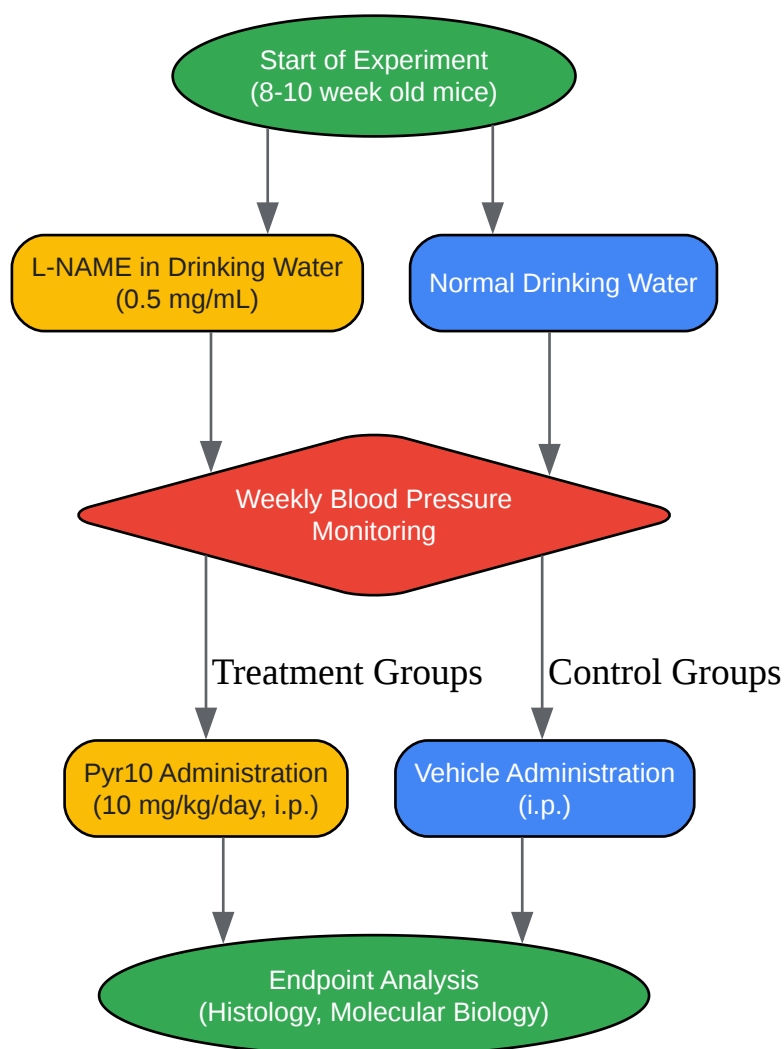 Start of Experiment
(8-10 week old mice)
L-NAME in Drinking Water
(0.5 mg/mL)
Normal Drinking Water
Weekly Blood Pressure
Monitoring
Treatment Groups
Control Groups
Pyr10 Administration
(10 mg/kg/day, i.p.)
Vehicle Administration
(i.p.)
Endpoint Analysis
(Histology, Molecular Biology)